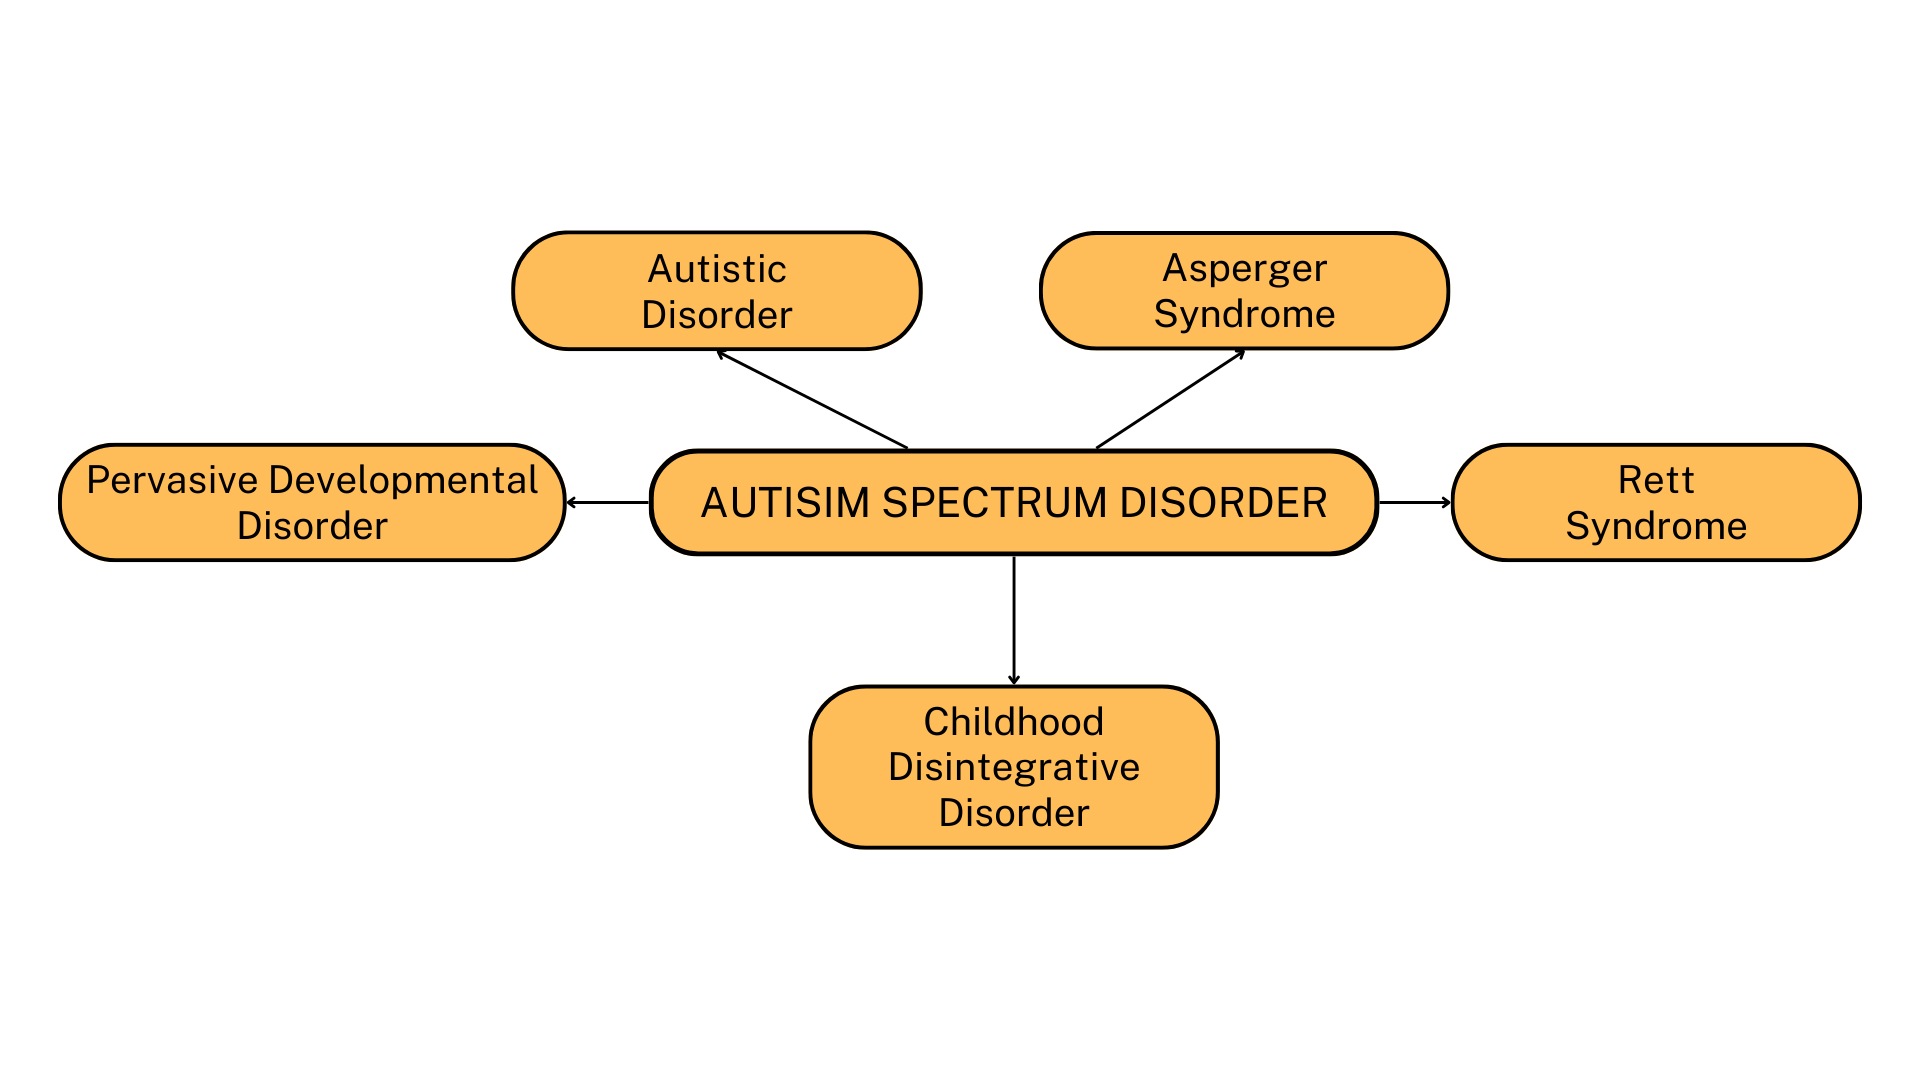 Autistic
Disorder
Asperger
Syndrome
Pervasive Developmental
Disorder
AUTISIM SPECTRUM DISORDER
Rett
Syndrome
Childhood
Disintegrative
Disorder